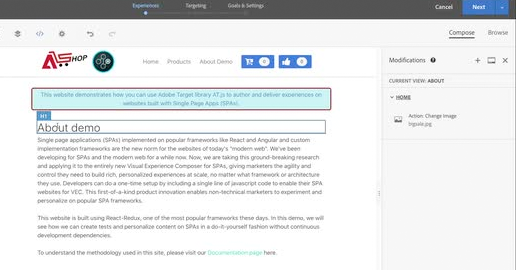 Experiences Targeting Goals & Settings
Cancel Next
Compose Browse
ATSHOP
Home Products About Demo 0 0
Modifications
This website demonstrates how you can use Adobe Target library AT.js to author and deliver experiences on
websites built with Single Page Apps (SPAs).
CURRENT VIEW: ABOUT
HOME
Action: Change Image
H1
About demo
Single page applications (SPAs) implemented on popular frameworks like React and Angular and custom
implementation frameworks are the new norm for the websites of today's "modern web". We've been
developing for SPAs and the modern web for a while now. Now, we are taking this ground-breaking research
and applying it to the entirely new Visual Experience Composer for SPAs, giving marketers the agility and
control they need to build rich, personalized experiences at scale, no matter what framework or architecture
they use. Developers can do a one-time setup by including a single line of javascript code to enable their SPA
websites for VEC. This first-of-a-kind product innovation enables non-technical marketers to experiment and
personalize on popular SPA frameworks.
This website is built using React-Redux, one of the most popular frameworks these days. In this demo, we will
see how we can create tests and personalize content on SPAs in a do-it-yourself fashion without continuous
development dependencies.
To understand the methodology used in this site, please visit our Documentation page here.